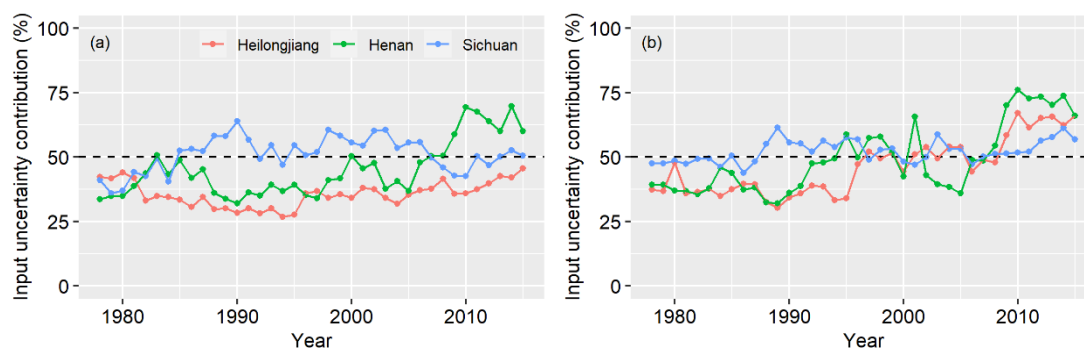 Input uncertainty contribution (%)
100
75
50
25
0
(a)
Heilongjiang
Henan
Sichuan
1980
1990
2000
2010
Year
Input uncertainty contribution (%)
100
75
50
25
0
(b)
1980
1990
2000
2010
Year